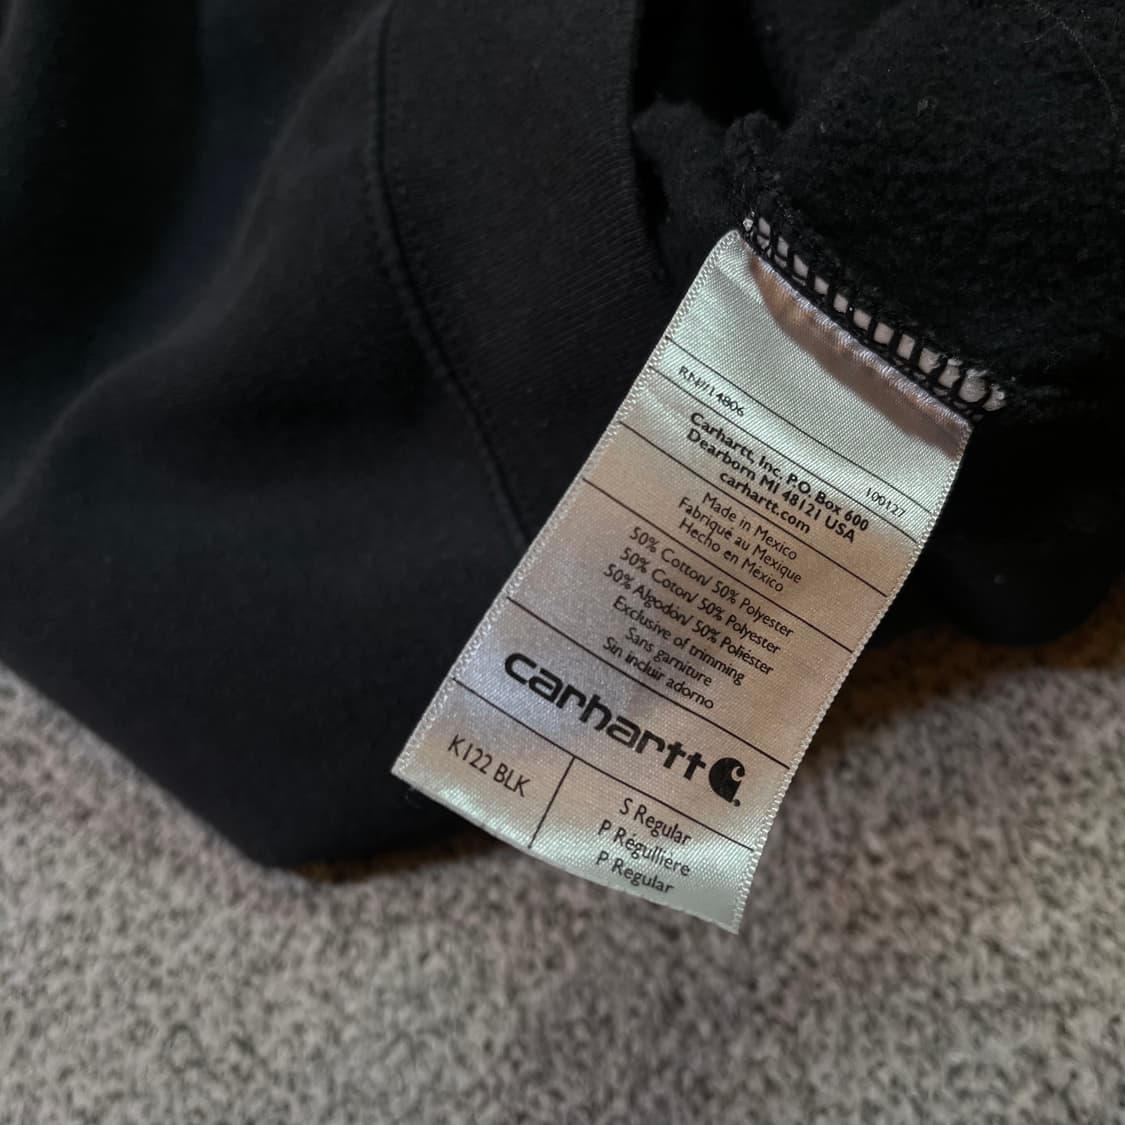 RN#14806
100127
Carhartt, Inc. P.O. Box 600
Dearborn MI 48121 USA
carhartt.com
Made in Mexico
Fabriqué au Mexique
Hecho en México
50% Cotton/ 50% Polyester
50% Coton/ 50% Polyester
50% Algodón/ 50% Poliéster
Exclusive of trimming
Sans garniture
Sin incluir adorno
carhartt
K122 BLK
S Regular
P Régulliere
P Regular